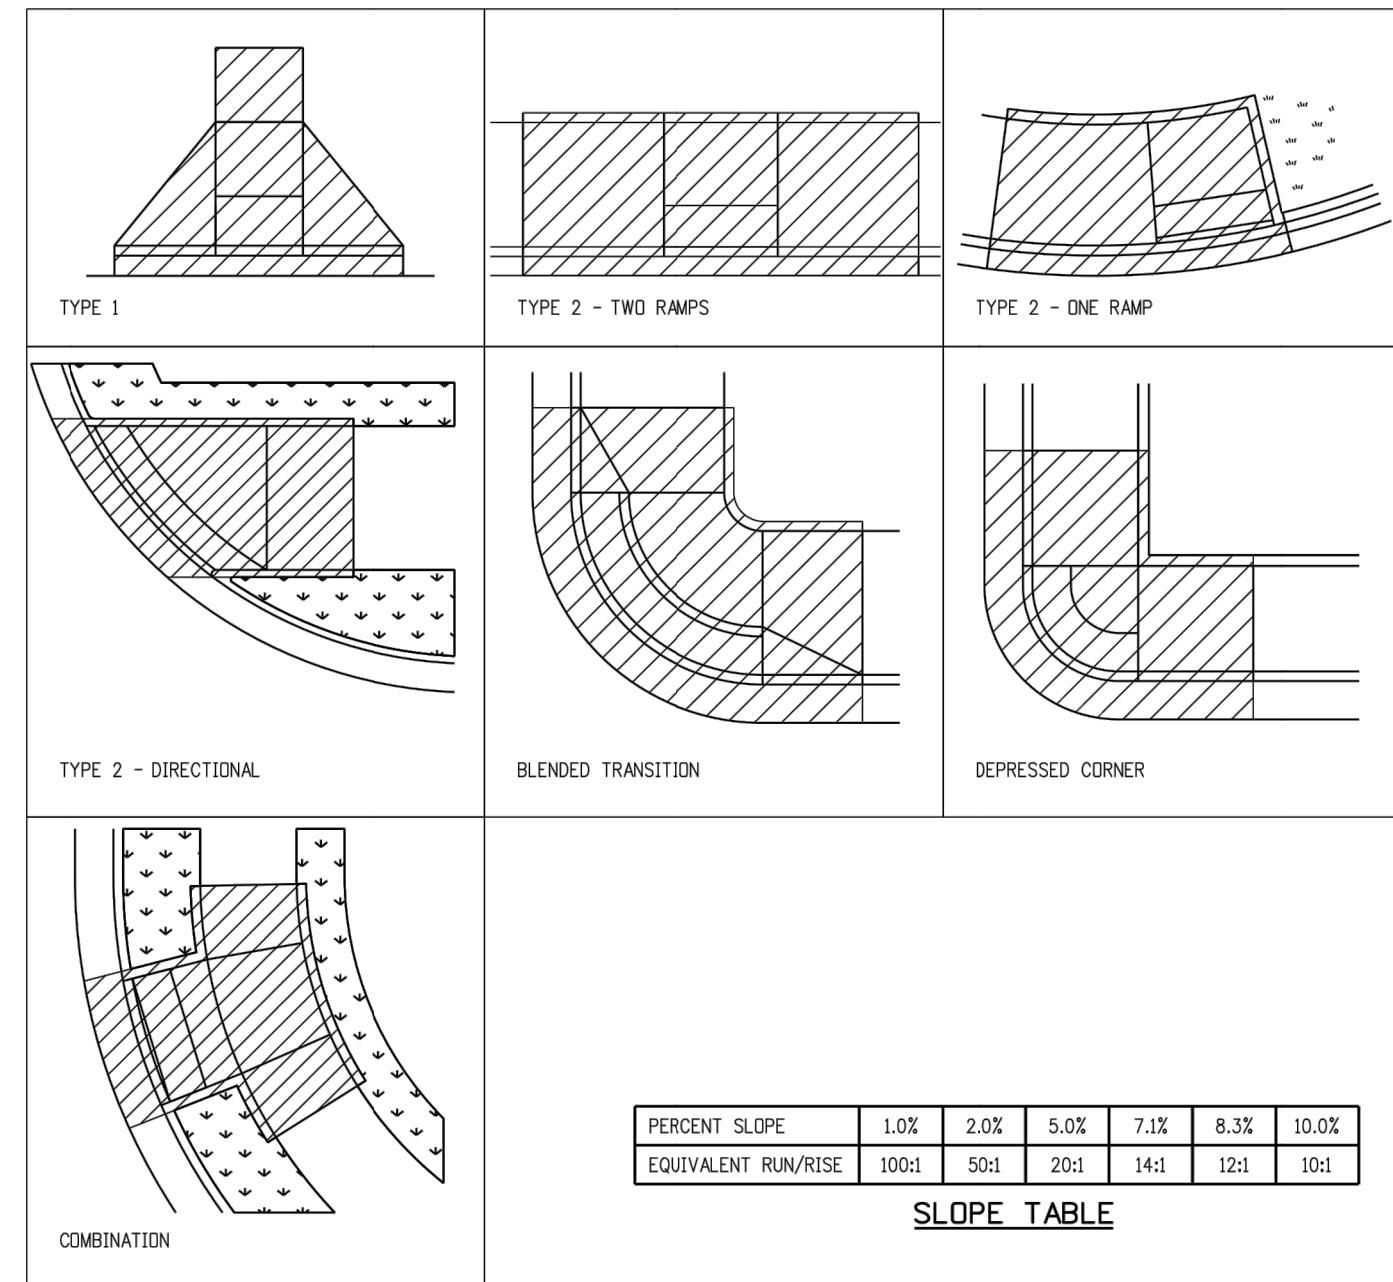 TYPE 1
TYPE 2 - TWO RAMPS
TYPE 2 - ONE RAMP
TYPE 2 - DIRECTIONAL
BLENDED TRANSITION
DEPRESSED CORNER
COMBINATION
PERCENT SLOPE 1.0% 2.0% 5.0% 7.1% 8.3% 10.0%
EQUIVALENT RUN/RISE 100:1 50:1 20:1 14:1 12:1 10:1
SLOPE TABLE